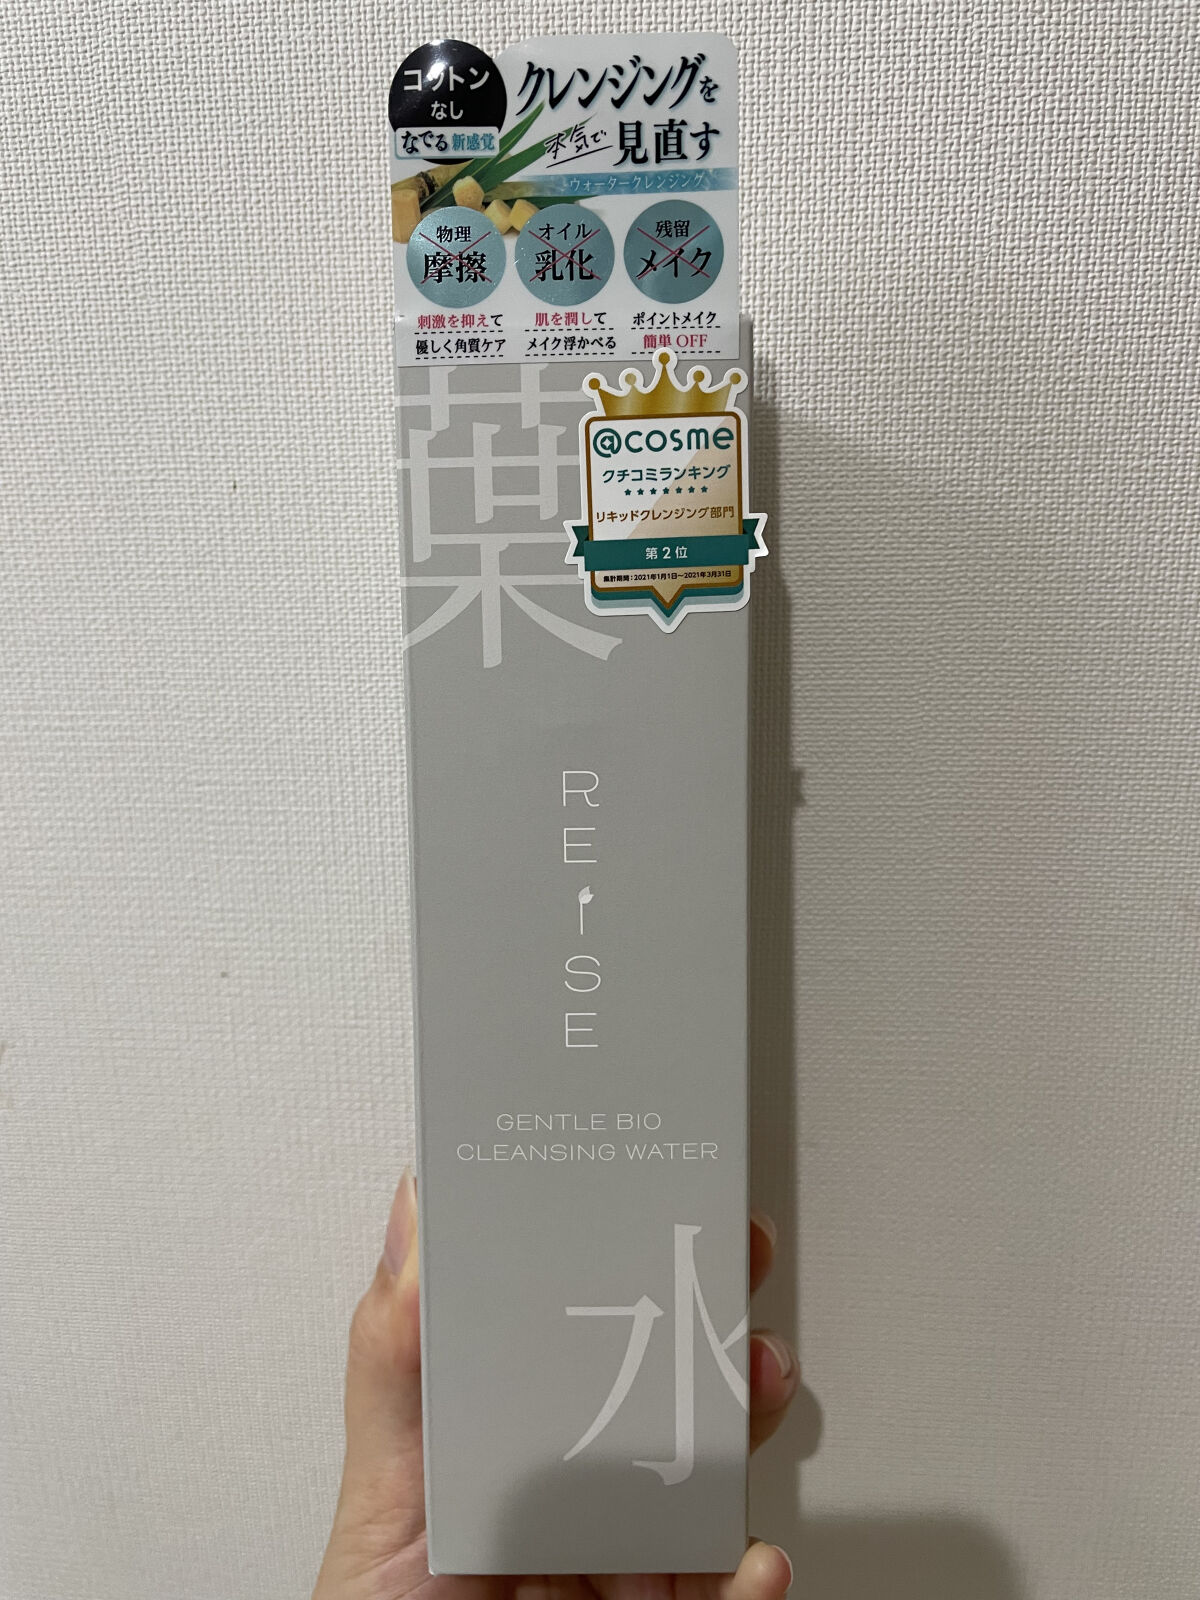 コットン
なし
なでる新感覚
クレンジングを
本気で見直す
ウォータークレンジング
物理
摩擦
刺激を抑えて
優しく角質ケア
オイル
乳化
肌を潤して
メイク浮かべる
残留
メイク
ポイントメイク
簡単OFF
@cosme
クチコミランキング
★★★★★★★
リキッドクレンジング部門
第2位
集計期間：2021年1月1日〜2021年3月31日
葉
REISE
GENTLE BIO
CLEANSING WATER
水